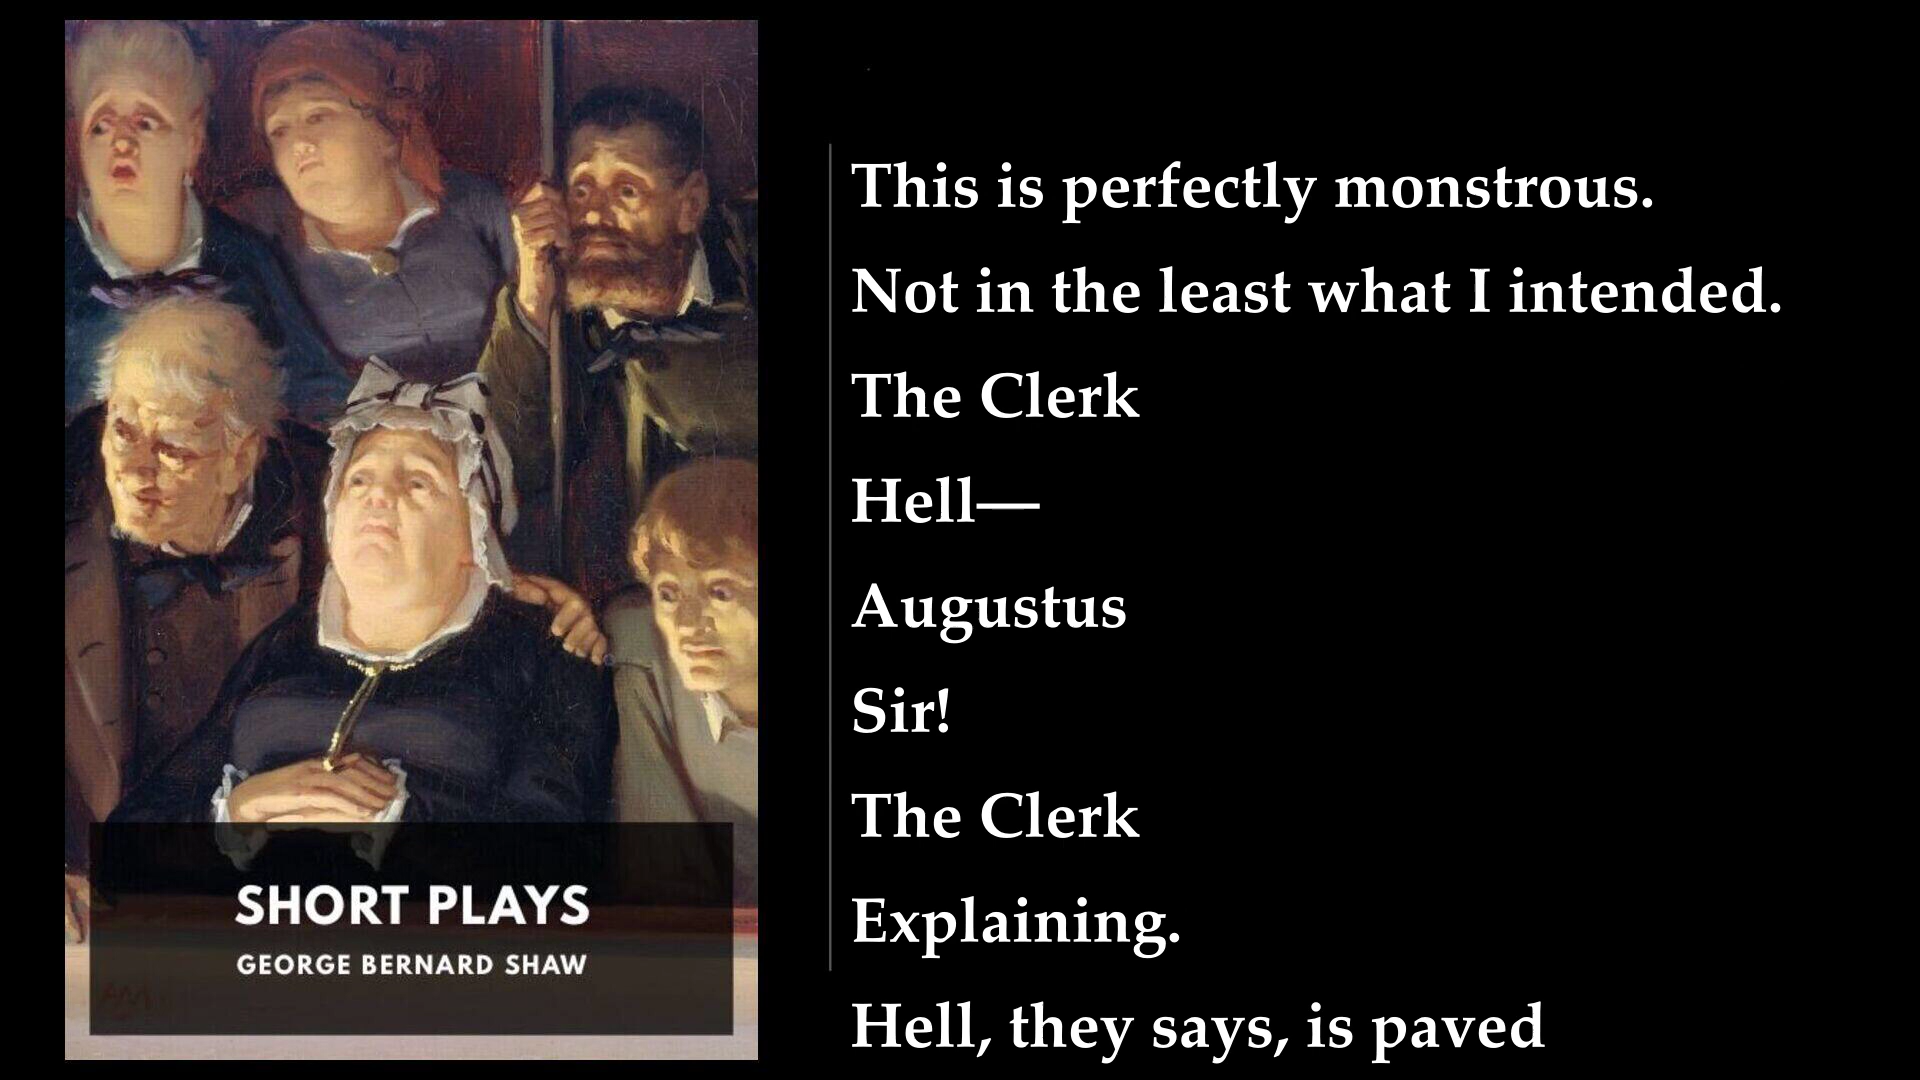 This is perfectly monstrous.
Not in the least what I intended.
The Clerk
Hell—
Augustus
Sir!
The Clerk
Explaining.
Hell, they says, is paved
SHORT PLAYS
GEORGE BERNARD SHAW